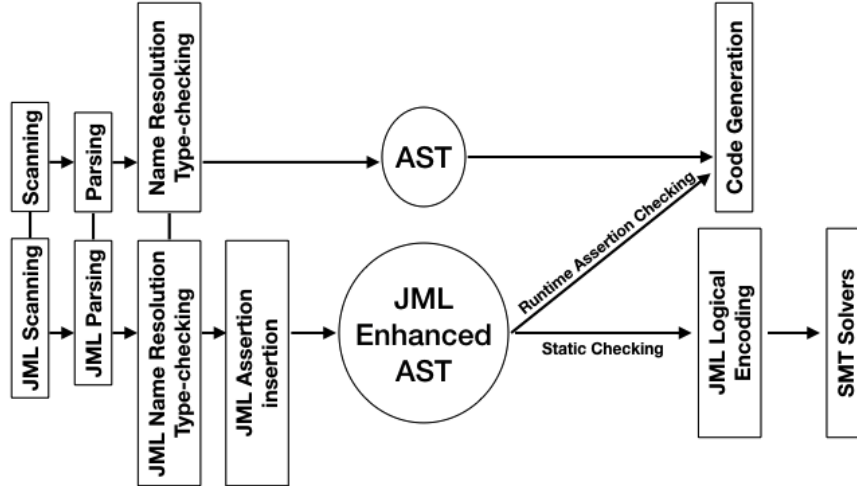 Scanning
Parsing
Name Resolution
Type-checking
AST
Code Generation
JML Scanning
JML Parsing
JML Name Resolution
Type-checking
JML Assertion
insertion
JML
Enhanced
AST
Runtime Assertion Checking
Static Checking
JML Logical
Encoding
SMT Solvers